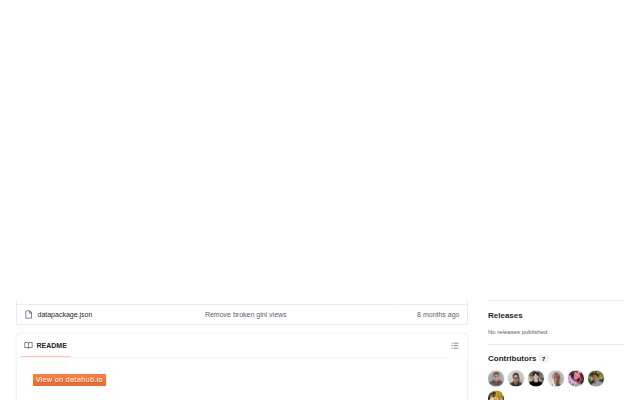 datapackage.json Remove broken gini views 8 months ago
README
View on datahub.io
Releases
No releases published
Contributors 7